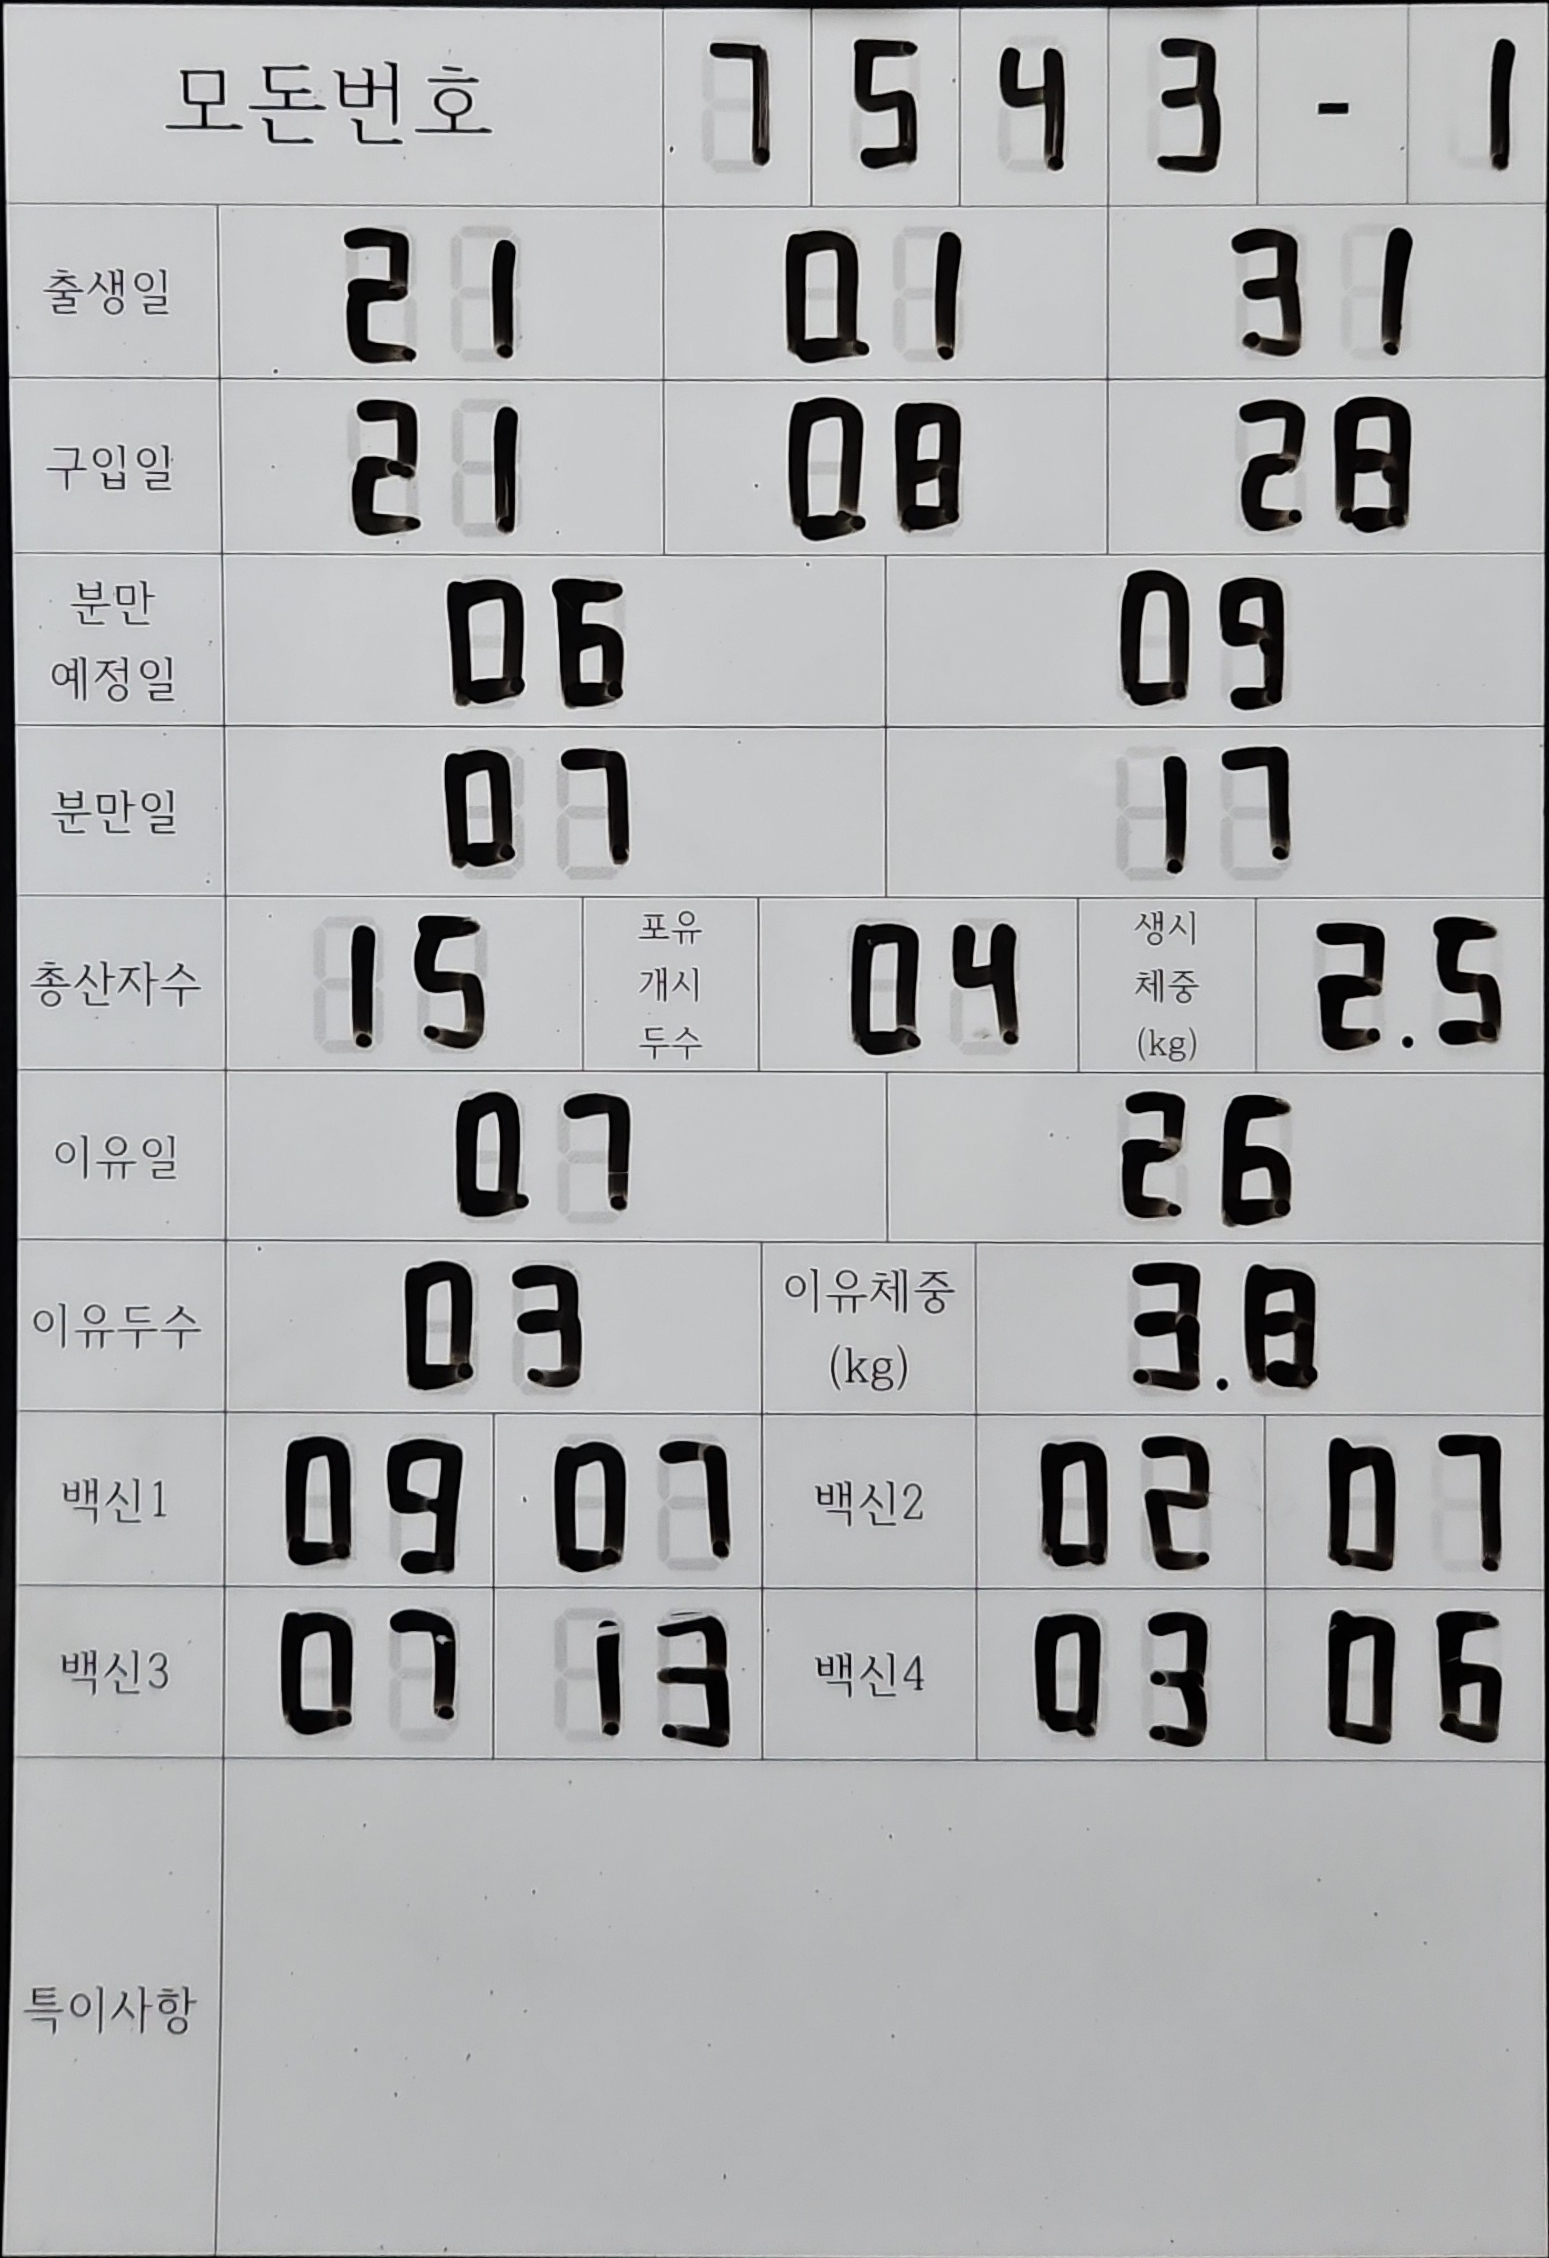 모돈번호 7 5 4 3 - 1
출생일 21 01 31
구입일 21 08 28
분만
예정일 06 09
분만일 07 17
총산자수 15 포유
개시
두수 04 생시
체중
(kg) 2.5
이유일 07 26
이유두수 03 이유체중
(kg) 3.8
백신1 09 07 백신2 02 07
백신3 07 13 백신4 03 06
특이사항